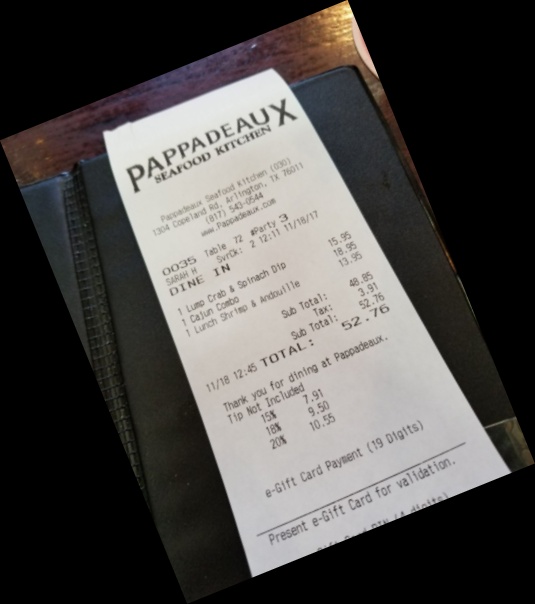 PAPPADEAUX
SEAFOOD KITCHEN
Pappadeaux Seafood Kitchen (030)
1304 Copeland Rd, Arlington, TX 76011
(817) 543-0544
www.Pappadeaux.com
0035 Table 72 #Party 3
SARAH H SvrCk: 2 12:11 11/18/17
DINE IN
1 Lump Crab & Spinach Dip 15.95
1 Cajun Combo 18.95
1 Lunch Shrimp & Andouille 13.95
Sub Total: 48.85
Tax: 3.91
Sub Total: 52.76
11/18 12:45 TOTAL: 52.76
Thank you for dining at Pappadeaux.
Tip Not Included
15% 7.91
18% 9.50
20% 10.55
e-Gift Card Payment (19 Digits)
Present e-Gift Card for validation.